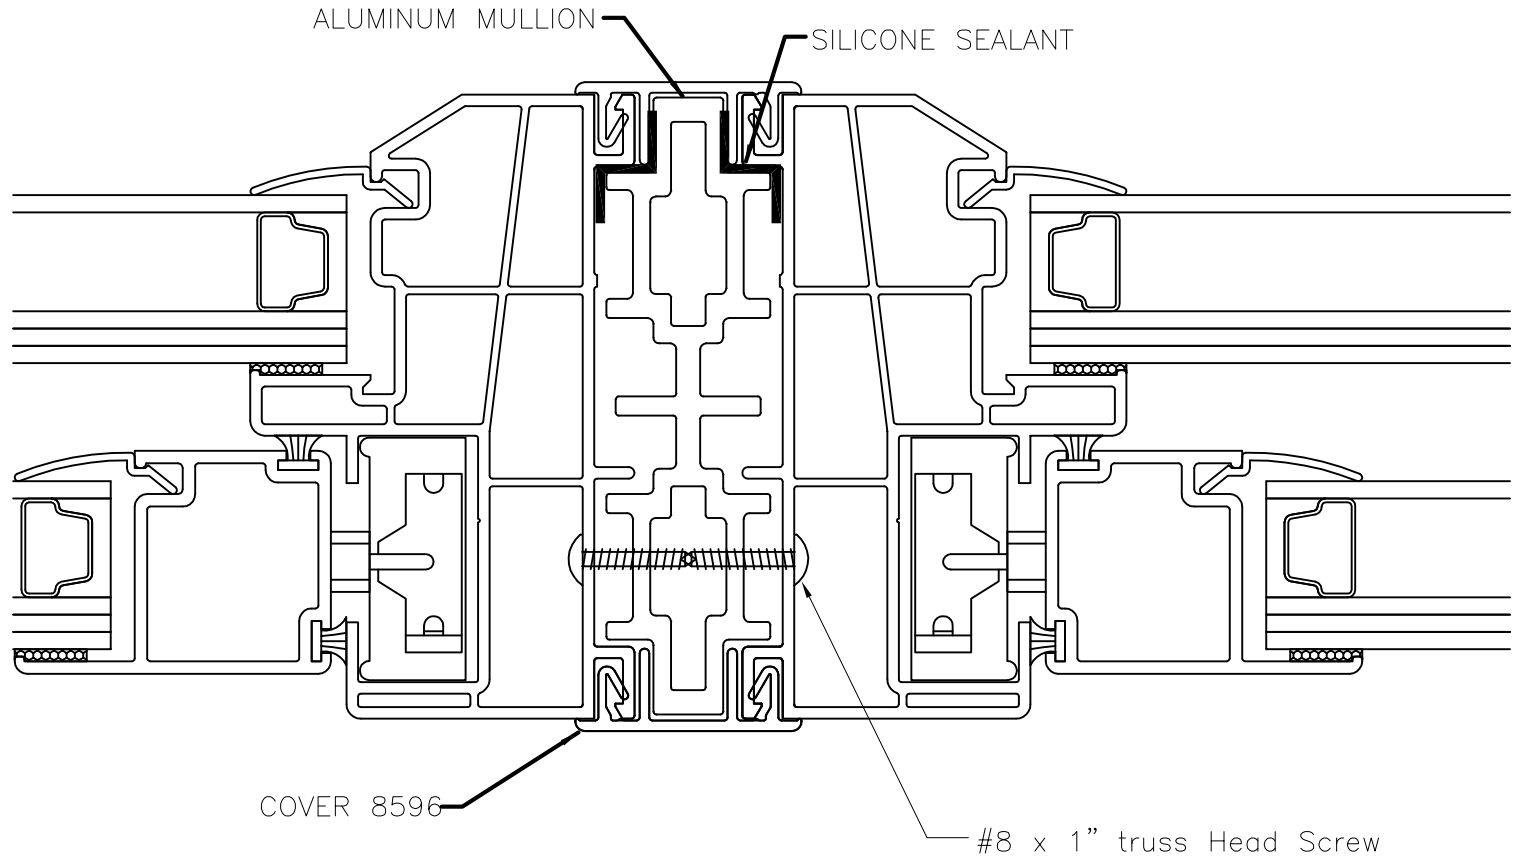 ALUMINUM MULLION
SILICONE SEALANT
COVER 8596
#8 x 1” truss Head Screw